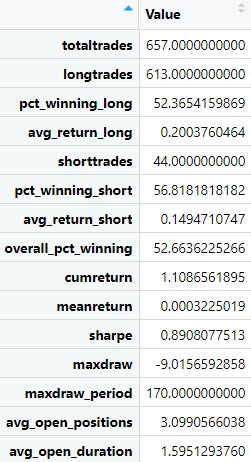 Value
totaltrades 657.0000000000
longtrades 613.0000000000
pct_winning_long 52.3654159869
avg_return_long 0.2003760464
shorttrades 44.0000000000
pct_winning_short 56.8181818182
avg_return_short 0.1494710747
overall_pct_winning 52.6636225266
cumreturn 1.1086561895
meanreturn 0.0003225019
sharpe 0.8908077513
maxdraw -9.0156592858
maxdraw_period 170.0000000000
avg_open_positions 3.0990566038
avg_open_duration 1.5951293760